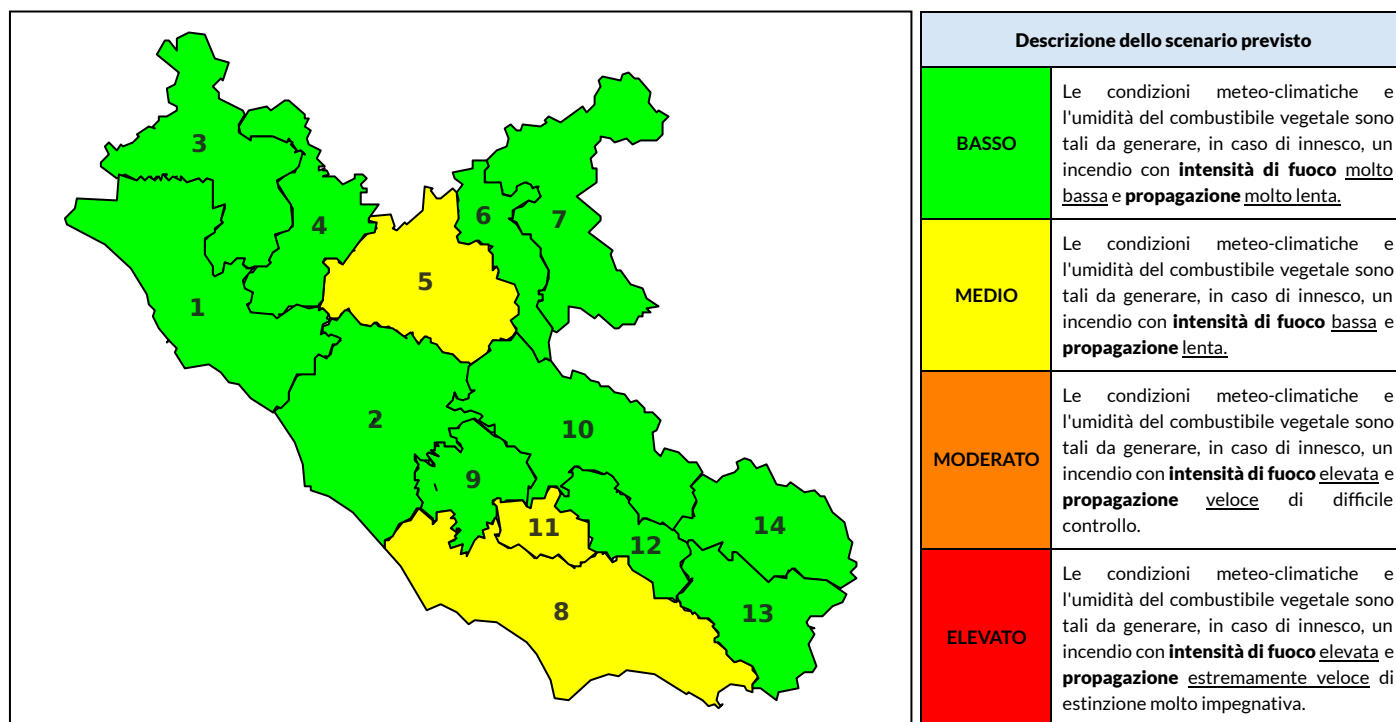 3
4
6
7
5
1
2
10
9
11
14
12
8
13
Descrizione dello scenario previsto
BASSO
Le condizioni meteo-climatiche e
l'umidità del combustibile vegetale sono
tali da generare, in caso di innesco, un
incendio con intensità di fuoco molto
bassa e propagazione molto lenta.
MEDIO
Le condizioni meteo-climatiche e
l'umidità del combustibile vegetale sono
tali da generare, in caso di innesco, un
incendio con intensità di fuoco bassa e
propagazione lenta.
MODERATO
Le condizioni meteo-climatiche e
l'umidità del combustibile vegetale sono
tali da generare, in caso di innesco, un
incendio con intensità di fuoco elevata e
propagazione veloce di difficile
controllo.
ELEVATO
Le condizioni meteo-climatiche e
l'umidità del combustibile vegetale sono
tali da generare, in caso di innesco, un
incendio con intensità di fuoco elevata e
propagazione estremamente veloce di
estinzione molto impegnativa.